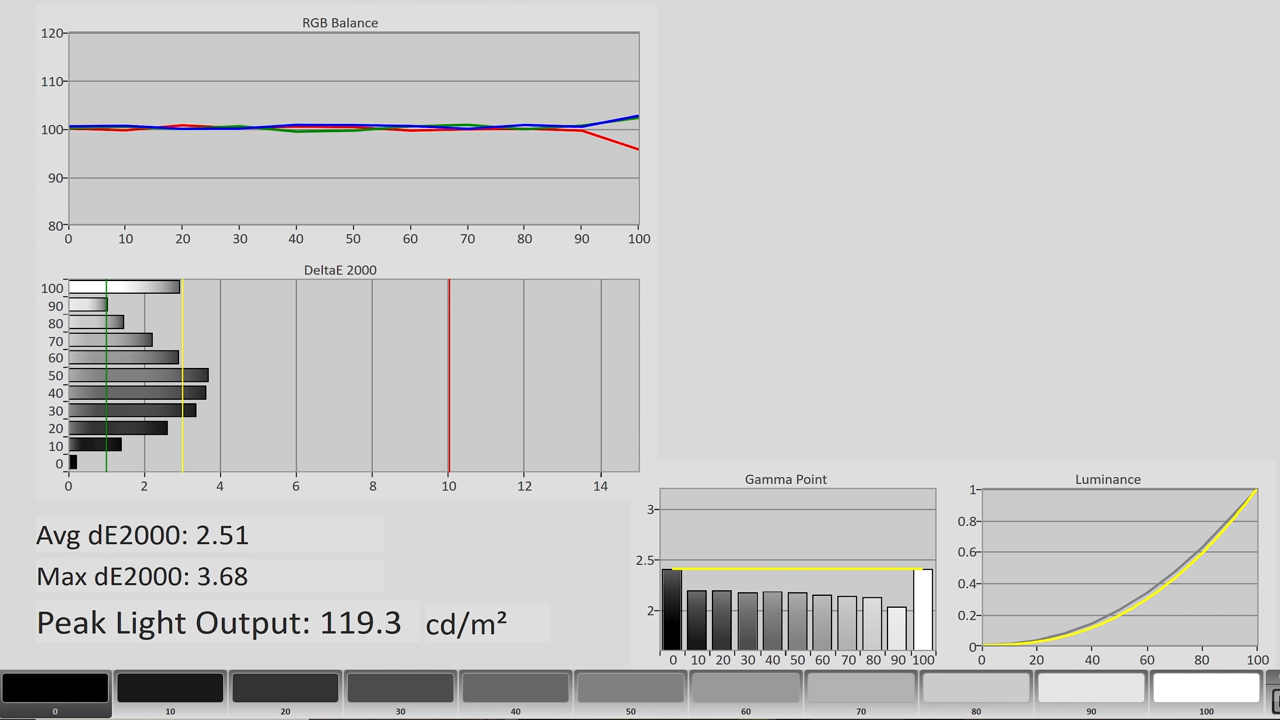 RGB Balance
120
110
100
90
80
0 10 20 30 40 50 60 70 80 90 100
DeltaE 2000
100
90
80
70
60
50
40
30
20
10
0
0 2 4 6 8 10 12 14
Avg dE2000: 2.51
Max dE2000: 3.68
Peak Light Output: 119.3 cd/m²
Gamma Point
3
2.5
2
0 10 20 30 40 50 60 70 80 90 100
Luminance
1
0.8
0.6
0.4
0.2
0
0 20 40 60 80 100
0 10 20 30 40 50 60 70 80 90 100